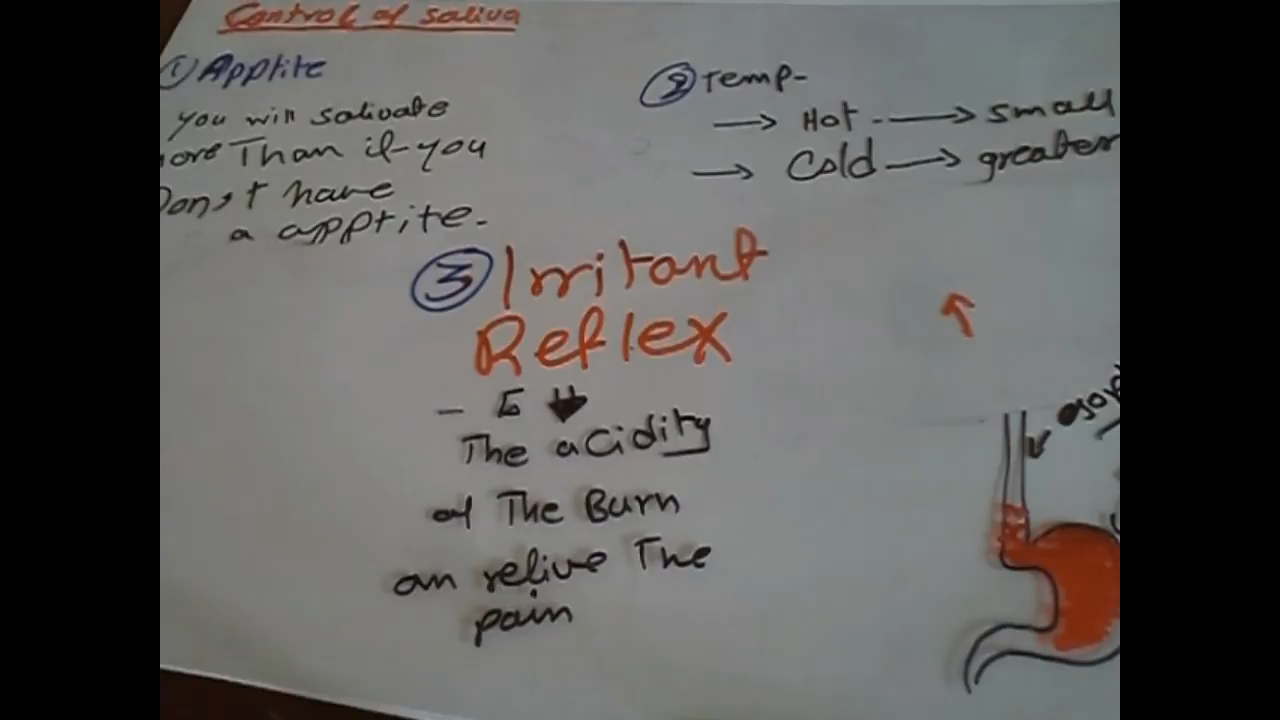 Control of saliva
① Apptite
you will salivate
more Than if you
Don't have
a apptite.
② Temp-
→ Hot → small
→ Cold → greater
③ Irritant
Reflex
- ↓
The acidity
of The Burn
an relive The
pain